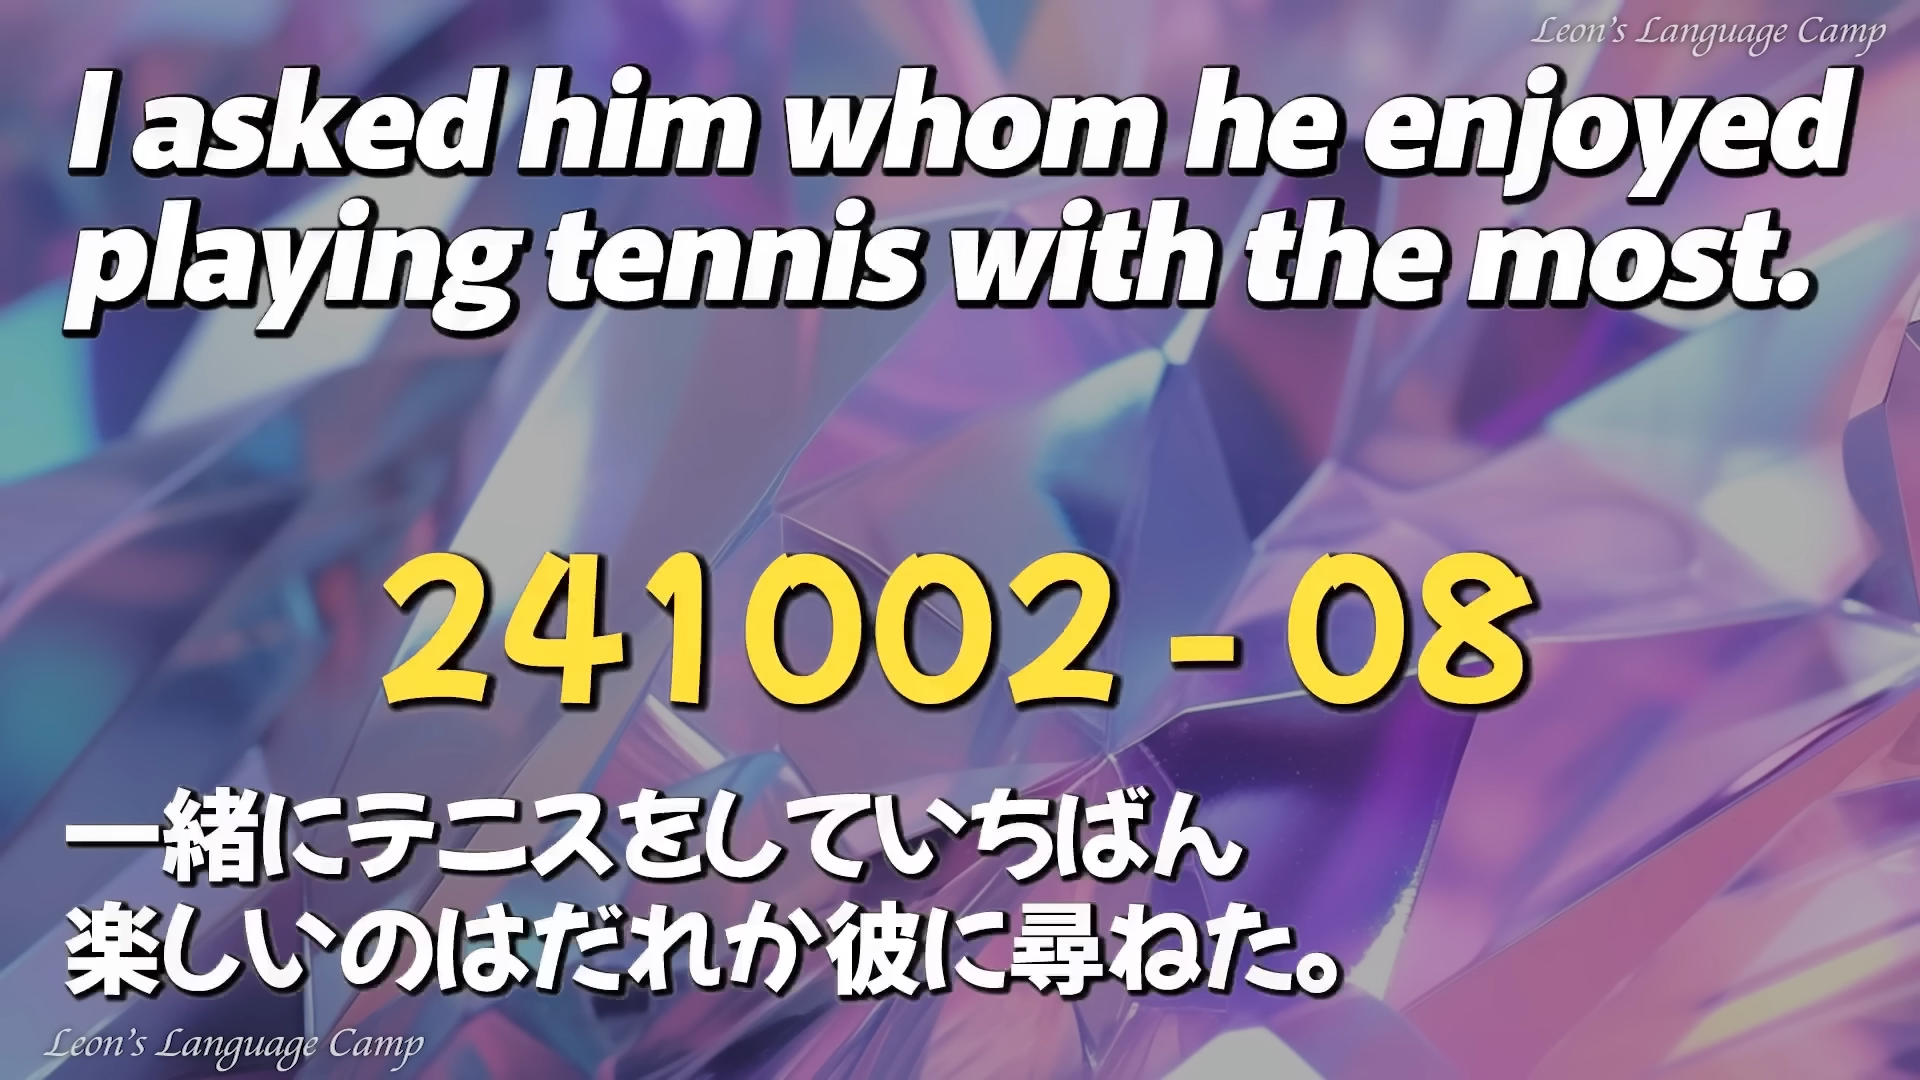 Leon's Language Camp
I asked him whom he enjoyed
playing tennis with the most.
241002-08
一緒にテニスをしていちばん
楽しいのはだれか彼に尋ねた。
Leon's Language Camp